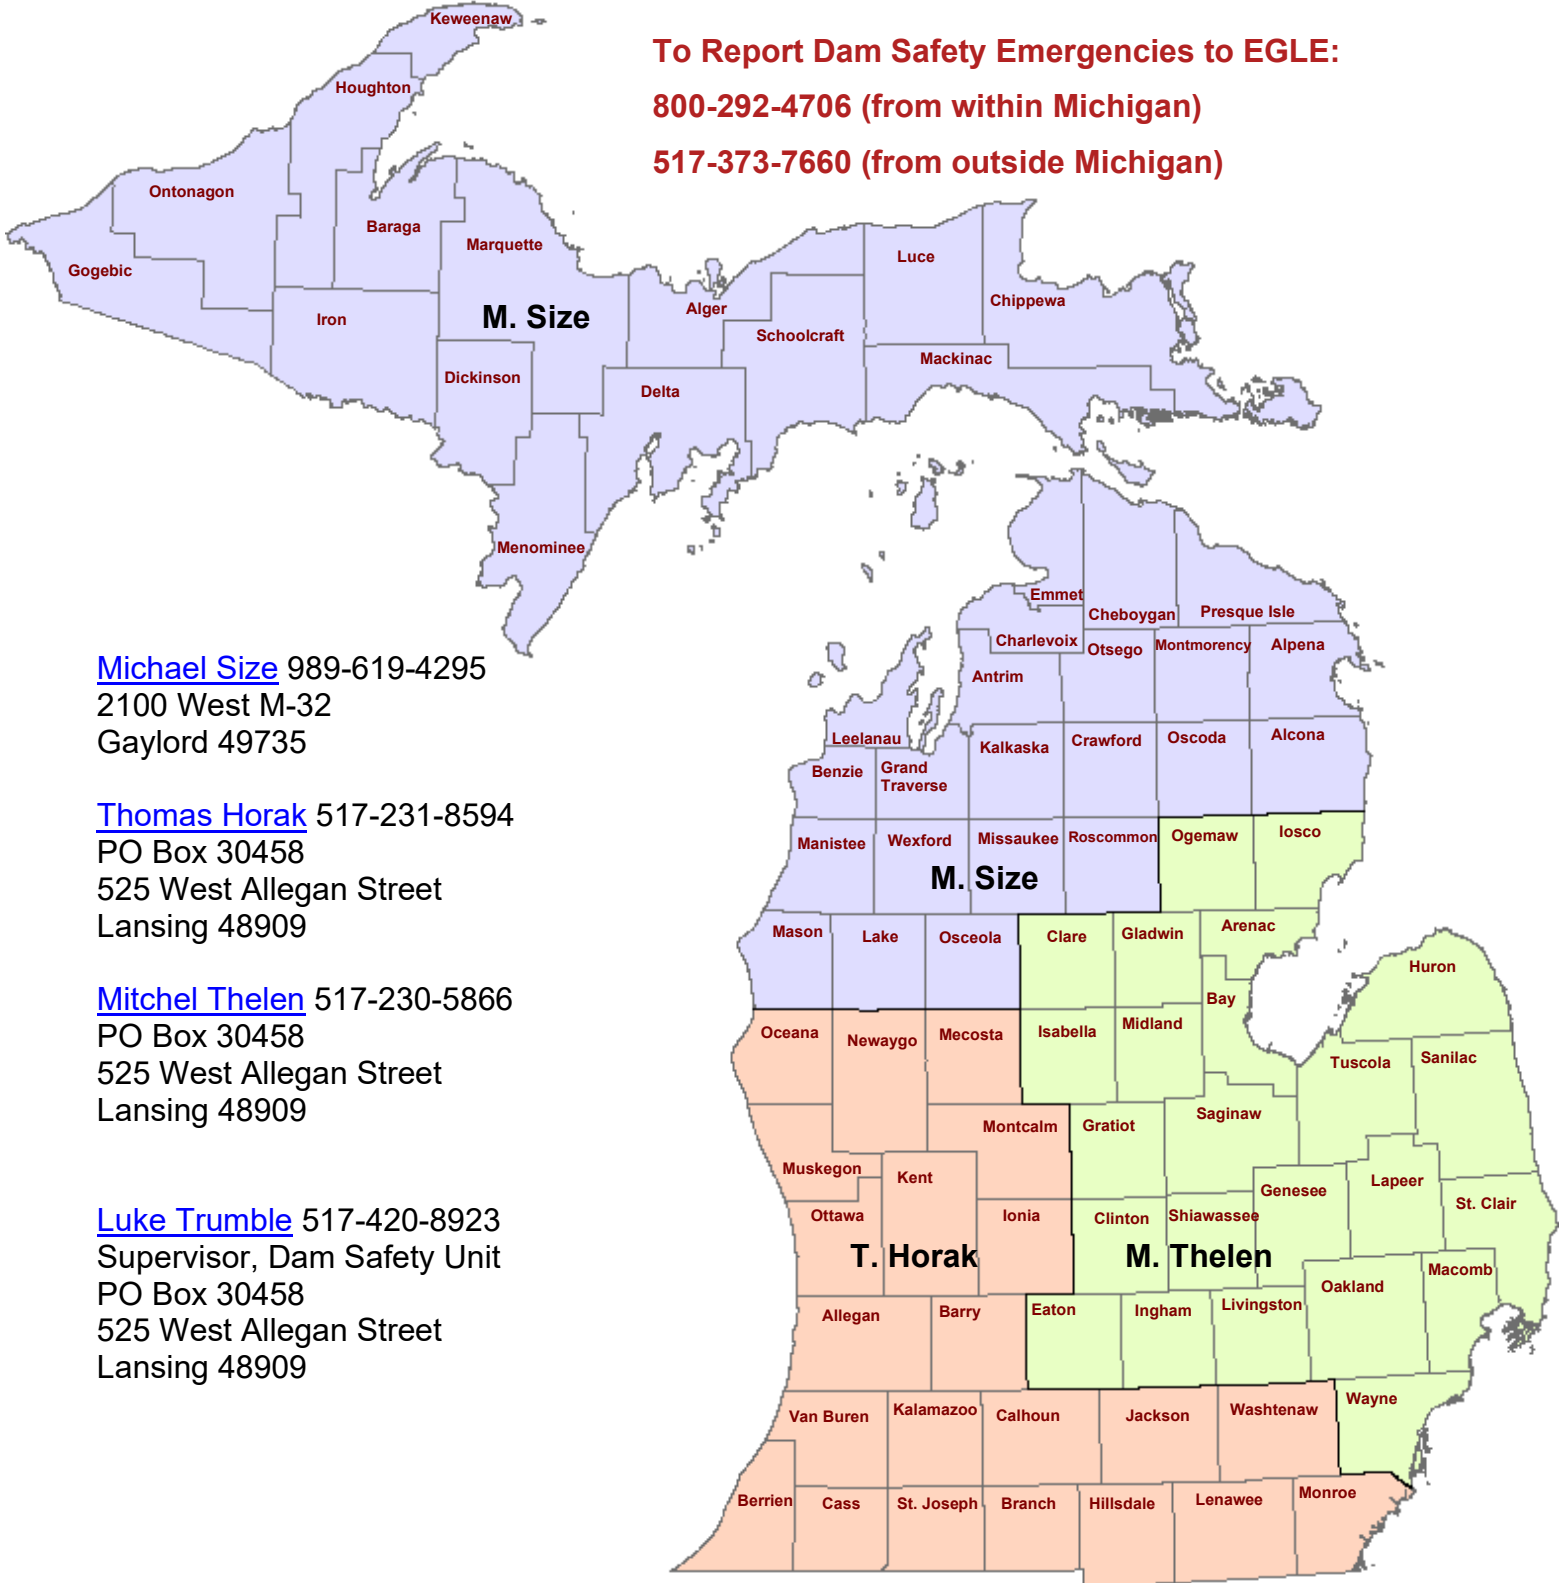 Keweenaw
To Report Dam Safety Emergencies to EGLE:
800-292-4706 (from within Michigan)
517-373-7660 (from outside Michigan)
Houghton
Ontonagon
Baraga
Marquette
Gogebic
Luce
Chippewa
Iron
M. Size
Alger
Schoolcraft
Mackinac
Dickinson
Delta
Menominee
Emmet
Cheboygan
Presque Isle
Charlevoix
Otsego
Montmorency
Alpena
Antrim
Leelanau
Kalkaska
Crawford
Oscoda
Alcona
Benzie
Grand
Traverse
Manistee
Wexford
Missaukee
Roscommon
Ogemaw
Iosco
M. Size
Mason
Lake
Osceola
Clare
Gladwin
Arenac
Huron
Bay
Oceana
Newaygo
Mecosta
Isabella
Midland
Tuscola
Sanilac
Montcalm
Gratiot
Saginaw
Muskegon
Kent
Genesee
Lapeer
St. Clair
Ottawa
Ionia
Clinton
Shiawassee
T. Horak
M. Thelen
Macomb
Oakland
Allegan
Barry
Eaton
Ingham
Livingston
Van Buren
Kalamazoo
Calhoun
Jackson
Washtenaw
Wayne
Berrien
Cass
St. Joseph
Branch
Hillsdale
Lenawee
Monroe
Michael Size 989-619-4295
2100 West M-32
Gaylord 49735
Thomas Horak 517-231-8594
PO Box 30458
525 West Allegan Street
Lansing 48909
Mitchel Thelen 517-230-5866
PO Box 30458
525 West Allegan Street
Lansing 48909
Luke Trumble 517-420-8923
Supervisor, Dam Safety Unit
PO Box 30458
525 West Allegan Street
Lansing 48909